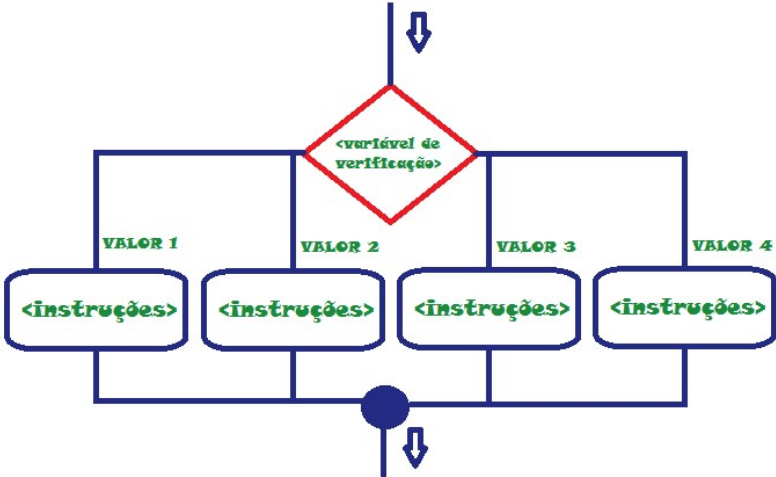 <variável de
verificação>
VALOR 1
VALOR 2
VALOR 3
VALOR 4
<instruções>
<instruções>
<instruções>
<instruções>